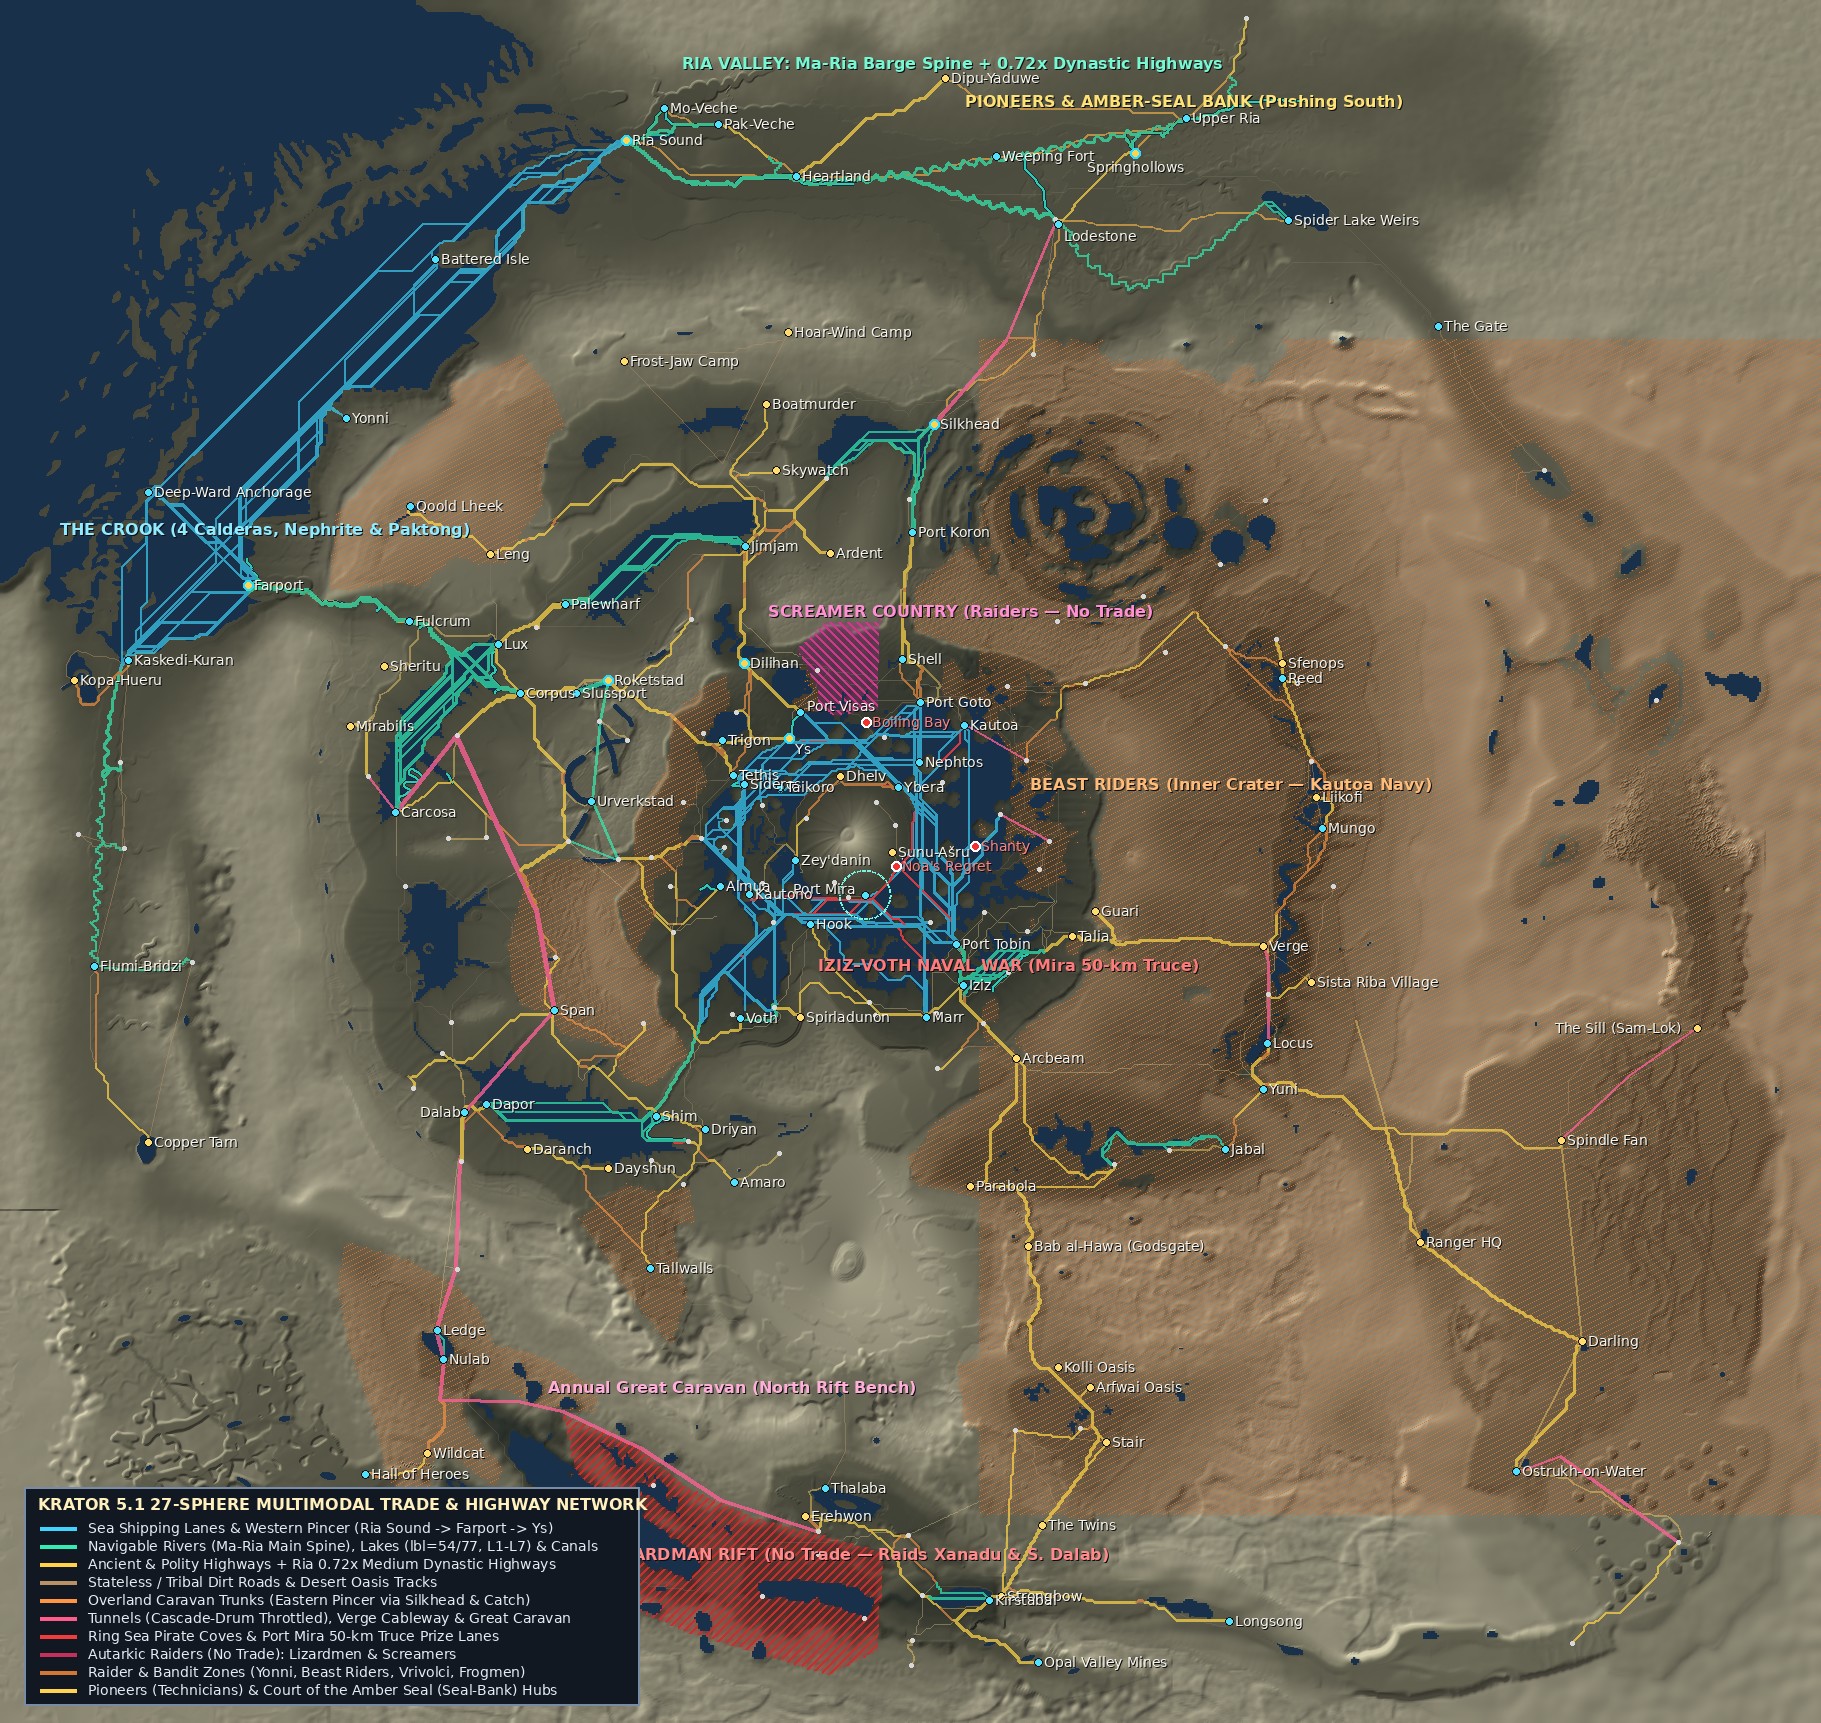 RIA VALLEY: Ma-Ria Barge Spine + 0.72x Dynastic Highways
Dipu-Yaduwe
PIONEERS & AMBER-SEAL BANK (Pushing South)
Mo-Veche
Pak-Veche
Upper Ria
Ria Sound
Weeping Fort
Springhollows
Heartland
Spider Lake Weirs
Lodestone
Battered Isle
The Gate
Hoar-Wind Camp
Frost-Jaw Camp
Boatmurder
Yonni
Silkhead
Skywatch
Deep-Ward Anchorage
Qoold Lheek
THE CROOK (4 Calderas, Nephrite & Paktong)
Port Koron
Jimjam
Ardent
Leng
Farport
Palewharf
SCREAMER COUNTRY (Raiders — No Trade)
Fulcrum
Lux
Kaskedi-Kuran
Sheritu
Dilihan
Shell
Sfenops
Kopa-Hueru
Roketstad
Reed
Corpus
Slussport
Port Visas
Port Goto
Mirabilis
Boiling Bay
Kautoa
Trigon
Ys
Nephtos
Tethis
Dhelv
BEAST RIDERS (Inner Crater — Kautoa Navy)
Taikoro
Ybera
Liikofi
Urverkstad
Carcosa
Mungo
Shanty
Sunu-Ašru
Zey'danin
Noa's Regret
Almua
Port Mira
Kautono
Guari
Hook
Talia
Port Tobin
Verge
Flumi-Bridzi
IZIZ-VOTH NAVAL WAR (Mira 50-km Truce)
Iziz
Sista Riba Village
Span
Voth
Spirladunon
Marr
The Sill (Sam-Lok)
Locus
Arcbeam
Yuni
Dapor
Dalab
Shim
Driyan
Copper Tarn
Spindle Fan
Daranch
Jabal
Dayshun
Amaro
Parabola
Ranger HQ
Bab al-Hawa (Godsgate)
Tallwalls
Ledge
Darling
Nulab
Kolli Oasis
Annual Great Caravan (North Rift Bench)
Arfwai Oasis
Stair
Wildcat
Hall of Heroes
Ostrukh-on-Water
Thalaba
Erehwon
The Twins
ARDMAN RIFT (No Trade — Raids Xanadu & S. Dalab)
Strongbow
Longsong
Opal Valley Mines
KRATOR 5.1 27-SPHERE MULTIMODAL TRADE & HIGHWAY NETWORK
Sea Shipping Lanes & Western Pincer (Ria Sound -> Farport -> Ys)
Navigable Rivers (Ma-Ria Main Spine), Lakes (lbl=54/77, L1-L7) & Canals
Ancient & Polity Highways + Ria 0.72x Medium Dynastic Highways
Stateless / Tribal Dirt Roads & Desert Oasis Tracks
Overland Caravan Trunks (Eastern Pincer via Silkhead & Catch)
Tunnels (Cascade-Drum Throttled), Verge Cableway & Great Caravan
Ring Sea Pirate Coves & Port Mira 50-km Truce Prize Lanes
Autarkic Raiders (No Trade): Lizardmen & Screamers
Raider & Bandit Zones (Yonni, Beast Riders, Vrivolci, Frogmen)
Pioneers (Technicians) & Court of the Amber Seal (Seal-Bank) Hubs